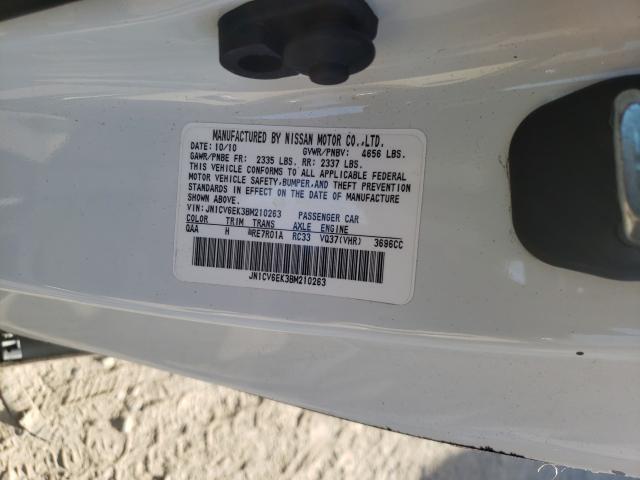 MANUFACTURED BY NISSAN MOTOR CO.,LTD.
DATE: 10/10 GVWR/PNBV: 4656 LBS.
GAWR/PNBE FR: 2335 LBS. RR: 2337 LBS.
THIS VEHICLE CONFORMS TO ALL APPLICABLE FEDERAL
MOTOR VEHICLE SAFETY,BUMPER,AND THEFT PREVENTION
STANDARDS IN EFFECT ON THE DATE OF MANUFACTURE
SHOWN ABOVE.
VIN: JN1CV6EK3BM210263 PASSENGER CAR
COLOR TRIM TRANS AXLE ENGINE
QAA H RE7R01A RC33 VQ37(VHR) 3696CC
JN1CV6EK3BM210263